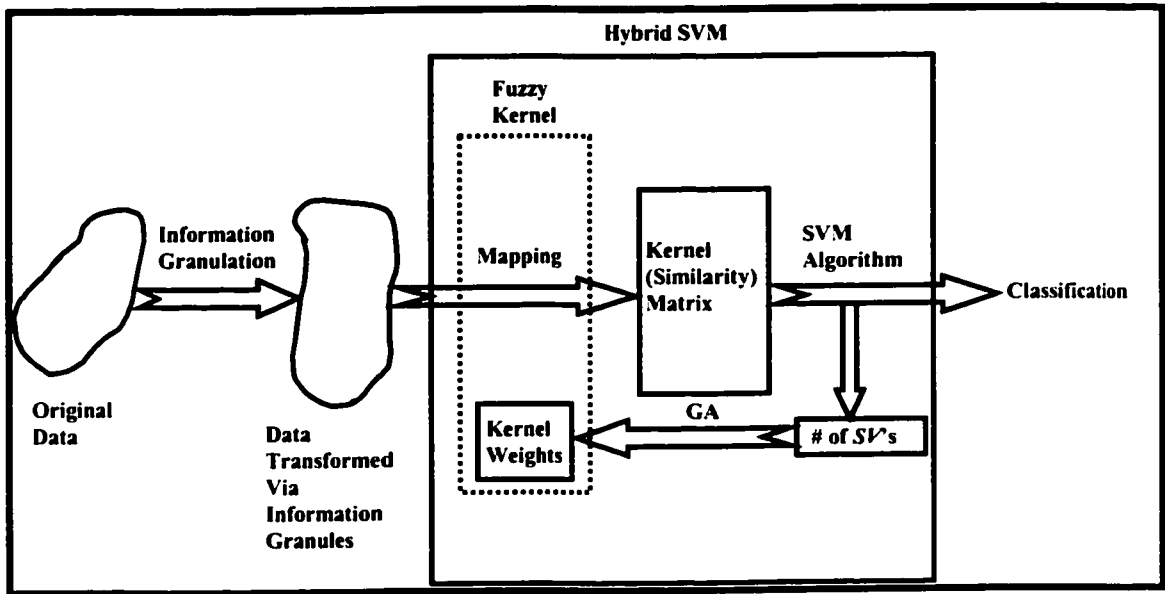 Hybrid SVM
Fuzzy
Kernel
Information
Granulation
Mapping
Kernel
(Similarity)
Matrix
SVM
Algorithm
Classification
Original
Data
Data
Transformed
Via
Information
Granules
Kernel
Weights
GA
# of SV's